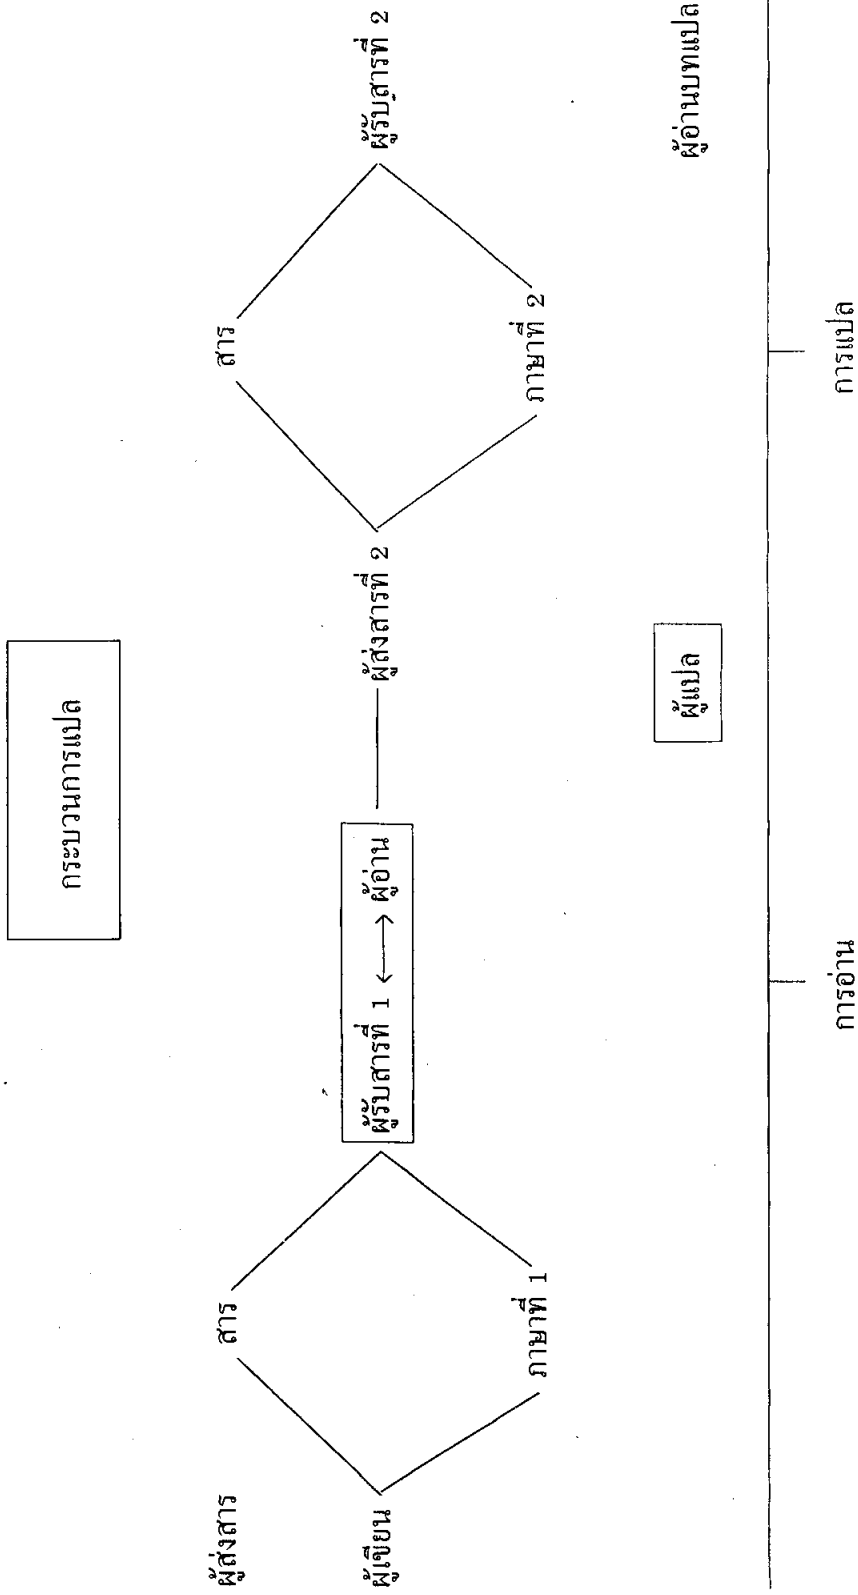 กระบวนการแปล
ผู้ส่งสาร
สาร
สาร
ผู้เขียน
ผู้รับสารที่ 1 ⟷ ผู้อ่าน
ผู้ส่งสารที่ 2
ผู้รับสารที่ 2
ภาษาที่ 1
ภาษาที่ 2
ผู้แปล
ผู้อ่านบทแปล
การอ่าน
การแปล